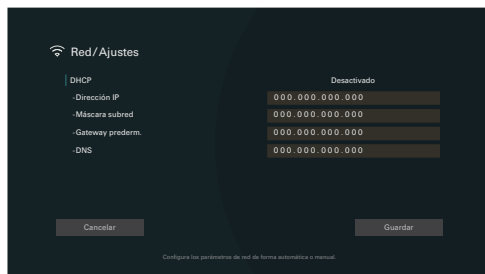 Red/Ajustes
DHCP Desactivado
-Dirección IP 000.000.000.000
-Máscara subred 000.000.000.000
-Gateway prederm. 000.000.000.000
-DNS 000.000.000.000
Cancelar Guardar
Configura los parámetros de red de forma automática o manual.